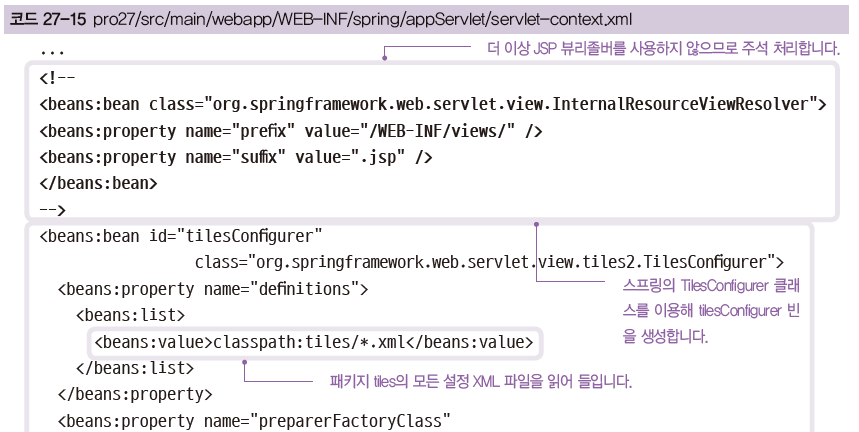 코드 27-15 pro27/src/main/webapp/WEB-INF/spring/appServlet/servlet-context.xml
...
더 이상 JSP 뷰리졸버를 사용하지 않으므로 주석 처리합니다.
<!--
<beans:bean class="org.springframework.web.servlet.view.InternalResourceViewResolver">
<beans:property name="prefix" value="/WEB-INF/views/" />
<beans:property name="suffix" value=".jsp" />
</beans:bean>
-->
<beans:bean id="tilesConfigurer"
class="org.springframework.web.servlet.view.tiles2.TilesConfigurer">
<beans:property name="definitions">
스프링의 TilesConfigurer 클래
<beans:list>
스를 이용해 tilesConfigurer 빈
<beans:value>classpath:tiles/*.xml</beans:value>
을 생성합니다.
</beans:list>
패키지 tiles의 모든 설정 XML 파일을 읽어 들입니다.
</beans:property>
<beans:property name="preparerFactoryClass"